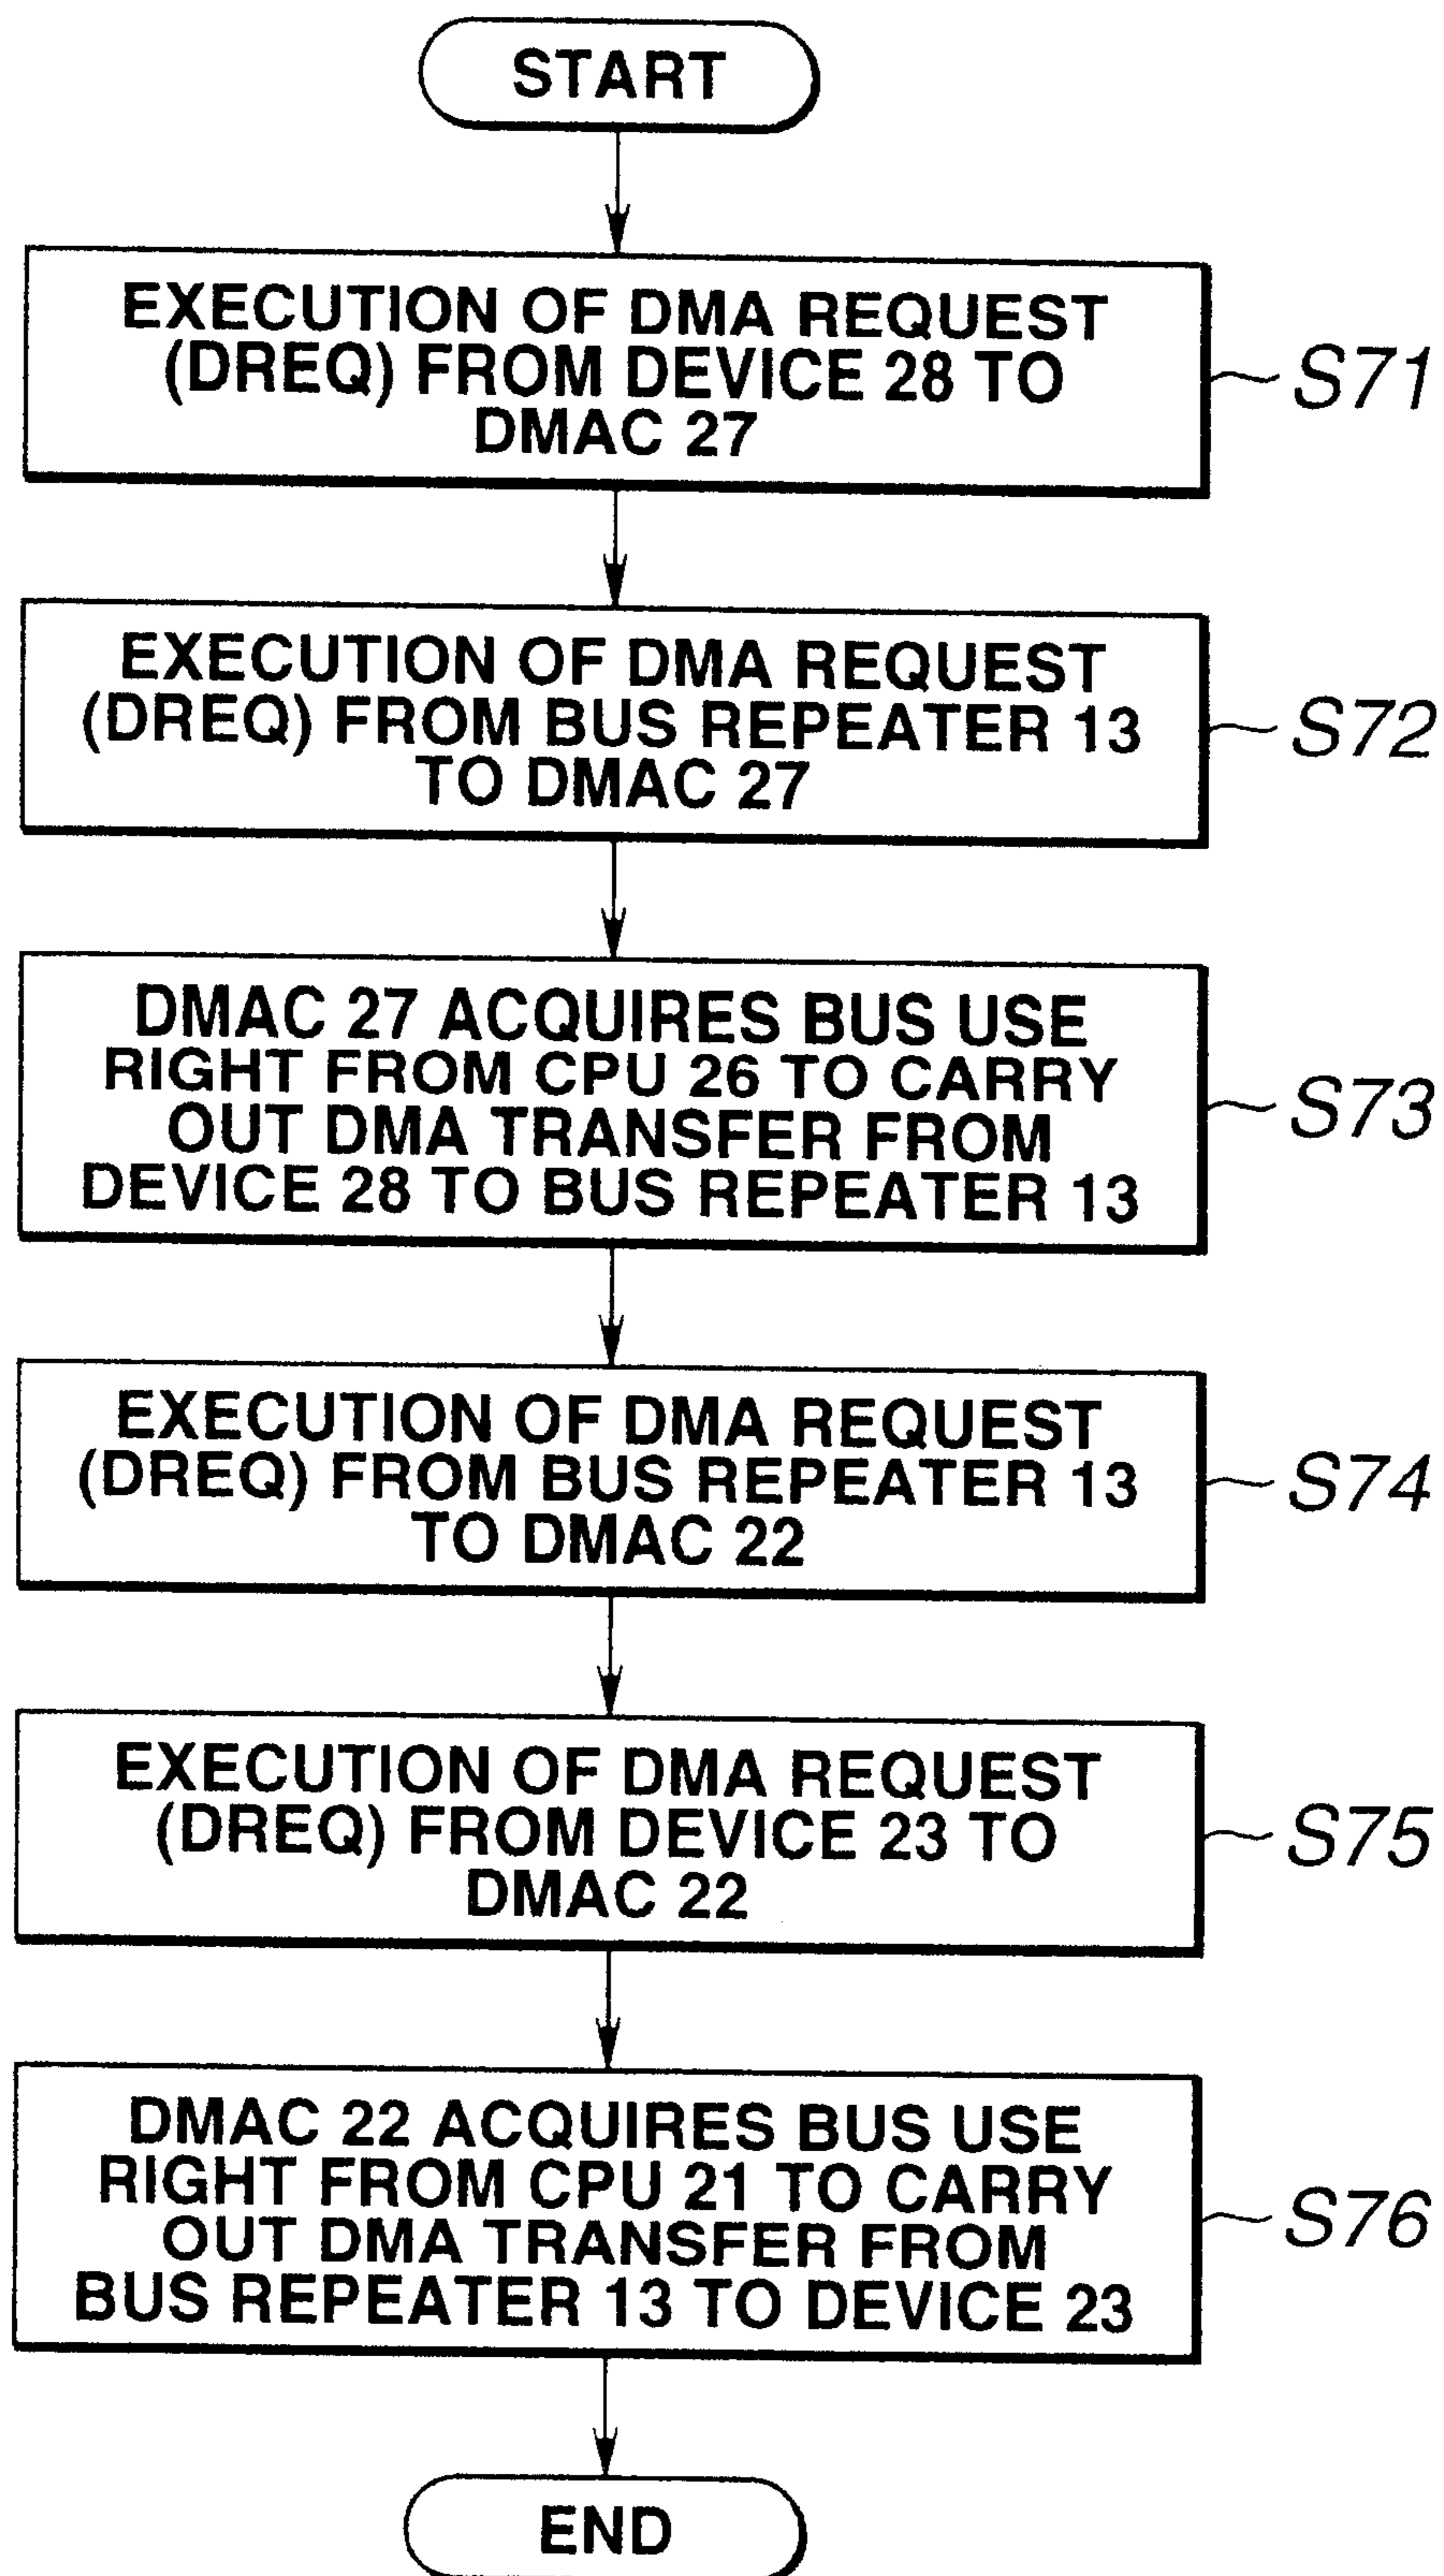 START
EXECUTION OF DMA REQUEST
(DREQ) FROM DEVICE 28 TO
DMAC 27
S71
EXECUTION OF DMA REQUEST
(DREQ) FROM BUS REPEATER 13
TO DMAC 27
S72
DMAC 27 ACQUIRES BUS USE
RIGHT FROM CPU 26 TO CARRY
OUT DMA TRANSFER FROM
DEVICE 28 TO BUS REPEATER 13
S73
EXECUTION OF DMA REQUEST
(DREQ) FROM BUS REPEATER 13
TO DMAC 22
S74
EXECUTION OF DMA REQUEST
(DREQ) FROM DEVICE 23 TO
DMAC 22
S75
DMAC 22 ACQUIRES BUS USE
RIGHT FROM CPU 21 TO CARRY
OUT DMA TRANSFER FROM
BUS REPEATER 13 TO DEVICE 23
S76
END